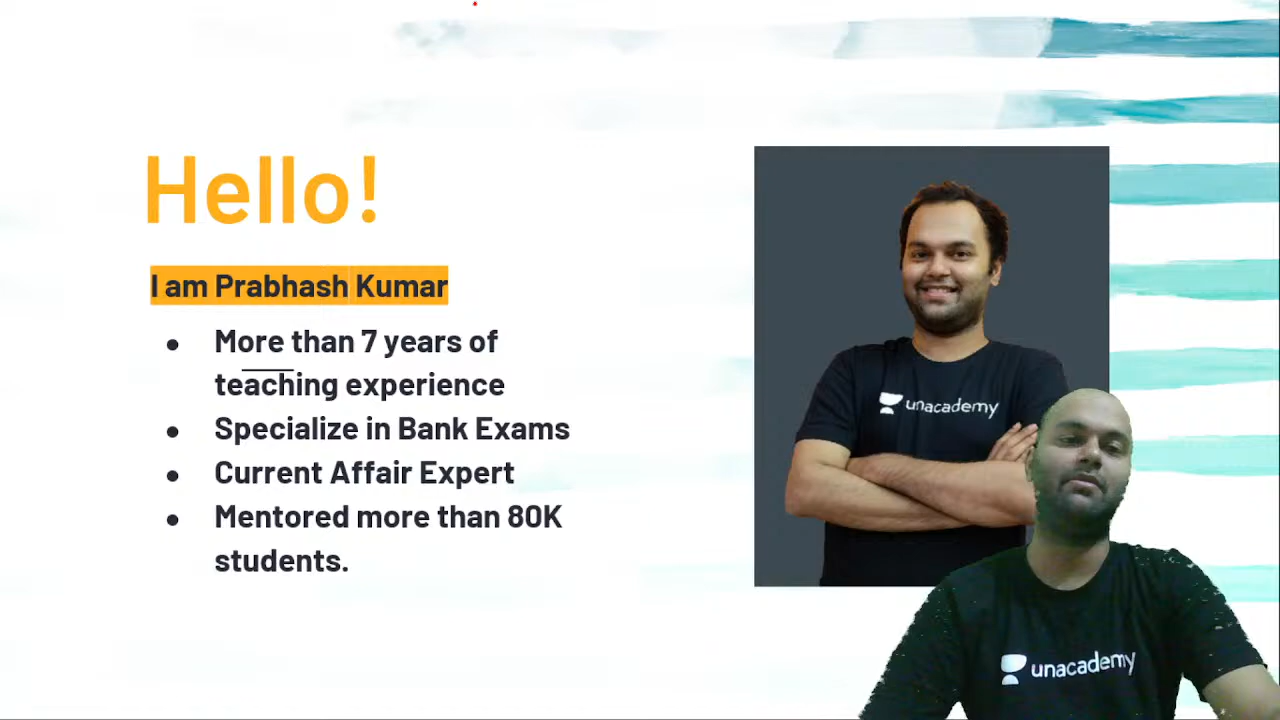 Hello!
I am Prabhash Kumar
● More than 7 years of
teaching experience
● Specialize in Bank Exams
● Current Affair Expert
● Mentored more than 80K
students.
unacademy
unacademy